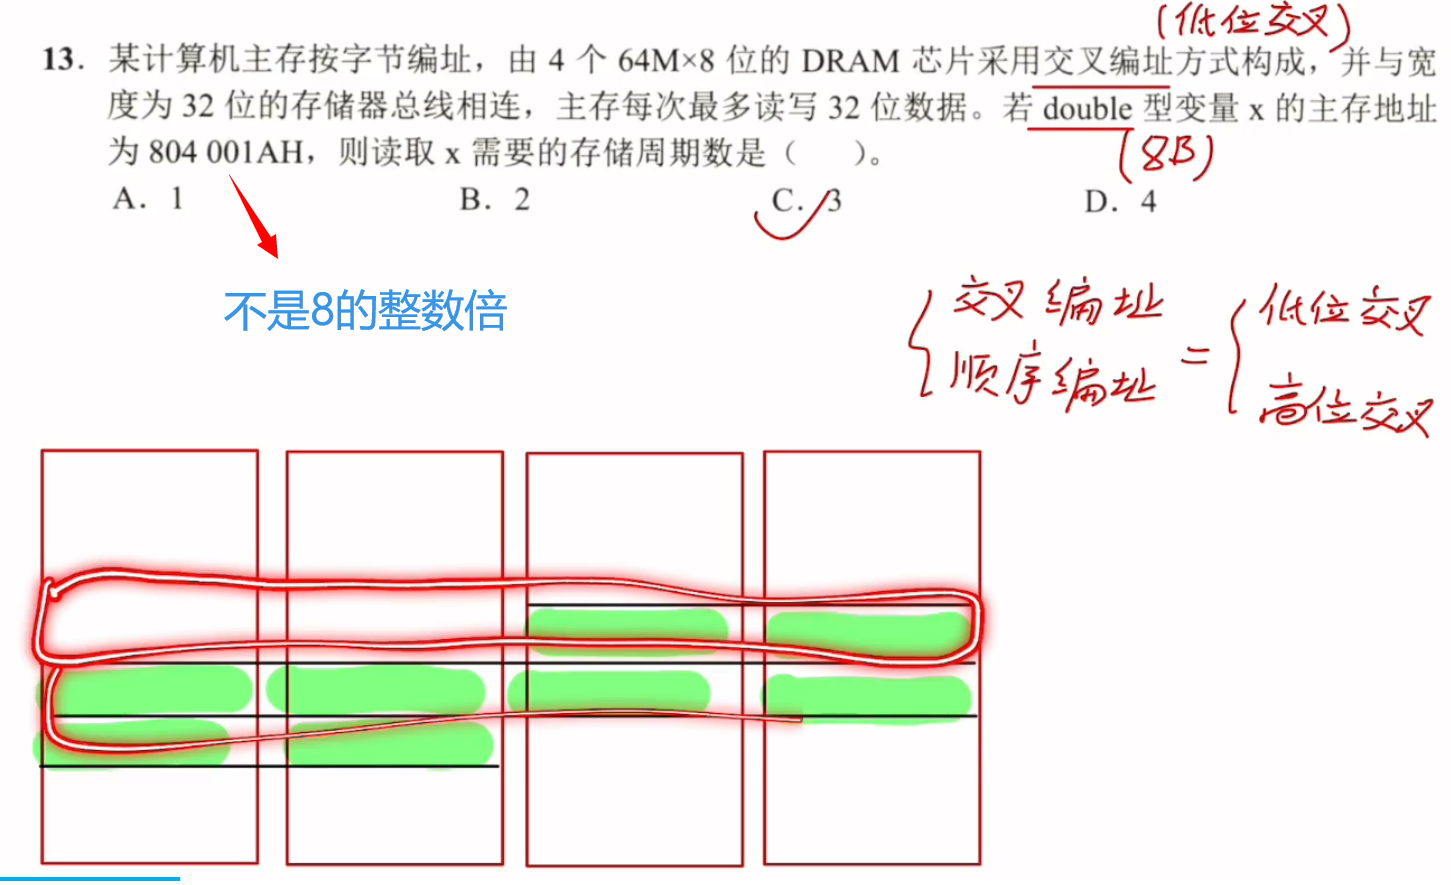 (低位交叉)
13. 某计算机主存按字节编址，由 4 个 64M×8 位的 DRAM 芯片采用交叉编址方式构成，并与宽
度为 32 位的存储器总线相连，主存每次最多读写 32 位数据。若 double 型变量 x 的主存地址
为 804 001AH，则读取 x 需要的存储周期数是（　　）。
(8B)
A. 1 B. 2 C. 3 D. 4
不是8的整数倍
交叉编址 低位交叉
顺序编址 = 高位交叉